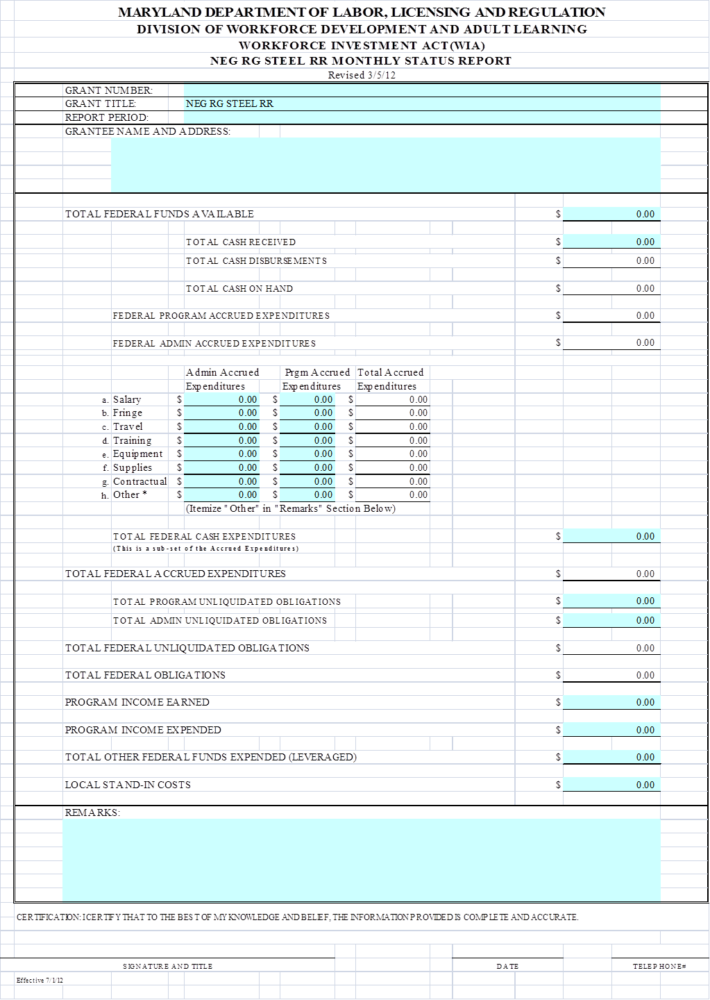 MARYLAND DEPARTMENT OF LABOR, LICENSING AND REGULATION
DIVISION OF WORKFORCE DEVELOPMENT AND ADULT LEARNING
WORKFORCE INVESTMENT ACT (WIA)
NEG RG STEEL RR MONTHLY STATUS REPORT
Revised 3/5/12
GRANT NUMBER:
GRANT TITLE: NEG RG STEEL RR
REPORT PERIOD:
GRANTEE NAME AND ADDRESS:
TOTAL FEDERAL FUNDS AVAILABLE $ 0.00
TOTAL CASH RECEIVED $ 0.00
TOTAL CASH DISBURSEMENTS $ 0.00
TOTAL CASH ON HAND $ 0.00
FEDERAL PROGRAM ACCRUED EXPENDITURES $ 0.00
FEDERAL ADMIN ACCRUED EXPENDITURES $ 0.00
Admin Accrued Prgm Accrued Total Accrued
Expenditures Expenditures Expenditures
a. Salary $ 0.00 $ 0.00 $ 0.00
b. Fringe $ 0.00 $ 0.00 $ 0.00
c. Travel $ 0.00 $ 0.00 $ 0.00
d. Training $ 0.00 $ 0.00 $ 0.00
e. Equipment $ 0.00 $ 0.00 $ 0.00
f. Supplies $ 0.00 $ 0.00 $ 0.00
g. Contractual $ 0.00 $ 0.00 $ 0.00
h. Other * $ 0.00 $ 0.00 $ 0.00
(Itemize "Other" in "Remarks" Section Below)
TOTAL FEDERAL CASH EXPENDITURES $ 0.00
(This is a sub-set of the Accrued Expenditures)
TOTAL FEDERAL ACCRUED EXPENDITURES $ 0.00
TOTAL PROGRAM UNLIQUIDATED OBLIGATIONS $ 0.00
TOTAL ADMIN UNLIQUIDATED OBLIGATIONS $ 0.00
TOTAL FEDERAL UNLIQUIDATED OBLIGATIONS $ 0.00
TOTAL FEDERAL OBLIGATIONS $ 0.00
PROGRAM INCOME EARNED $ 0.00
PROGRAM INCOME EXPENDED $ 0.00
TOTAL OTHER FEDERAL FUNDS EXPENDED (LEVERAGED) $ 0.00
LOCAL STAND-IN COSTS $ 0.00
REMARKS:
CERTIFICATION: I CERTIFY THAT TO THE BEST OF MY KNOWLEDGE AND BELIEF, THE INFORMATION PROVIDED IS COMPLETE AND ACCURATE.
SIGNATURE AND TITLE DATE TELEPHONE#
Effective 7/1/12